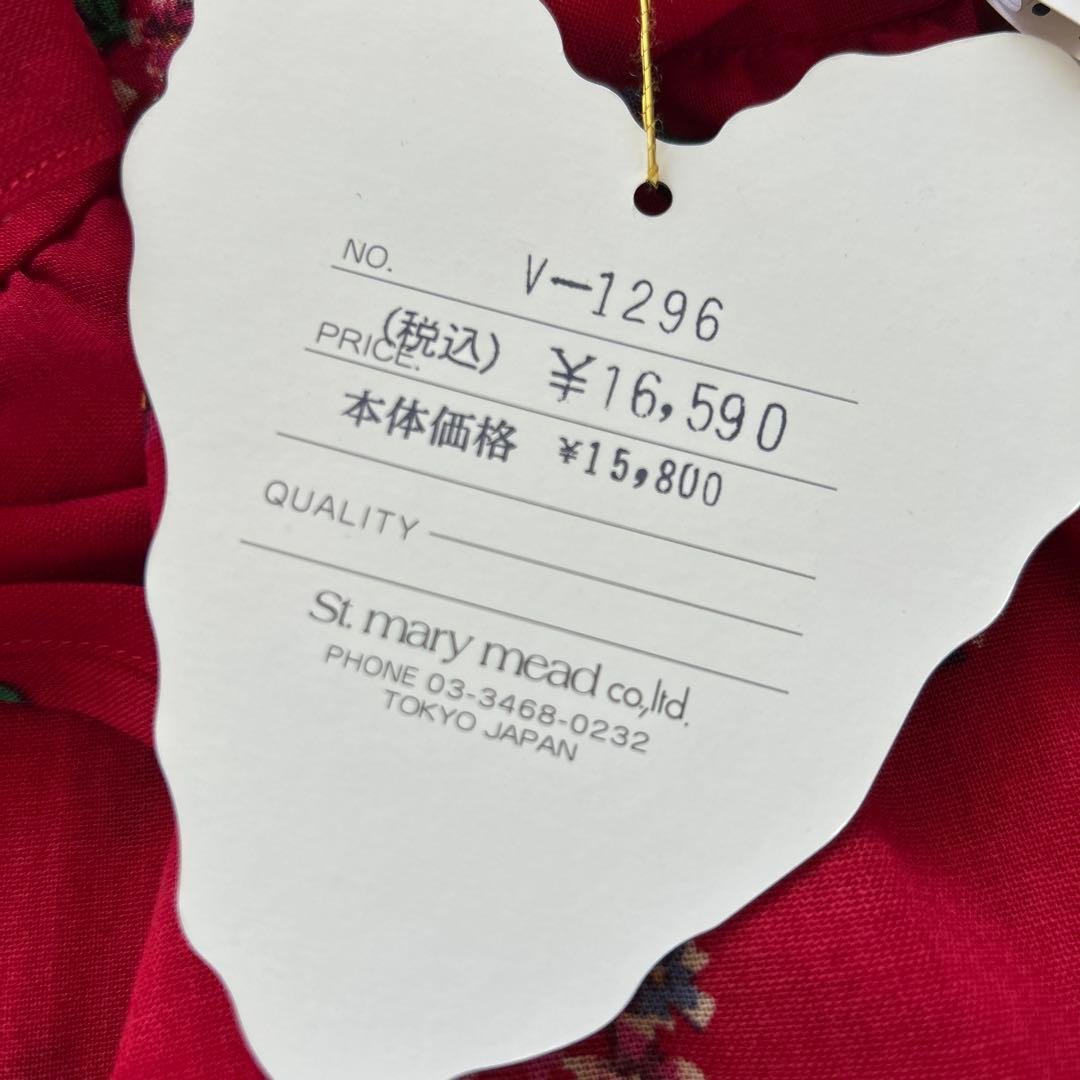 NO. V-1296
PRICE. (税込) ¥16,590
本体価格 ¥15,800
QUALITY
St. mary mead co.,ltd.
PHONE 03-3468-0232
TOKYO JAPAN